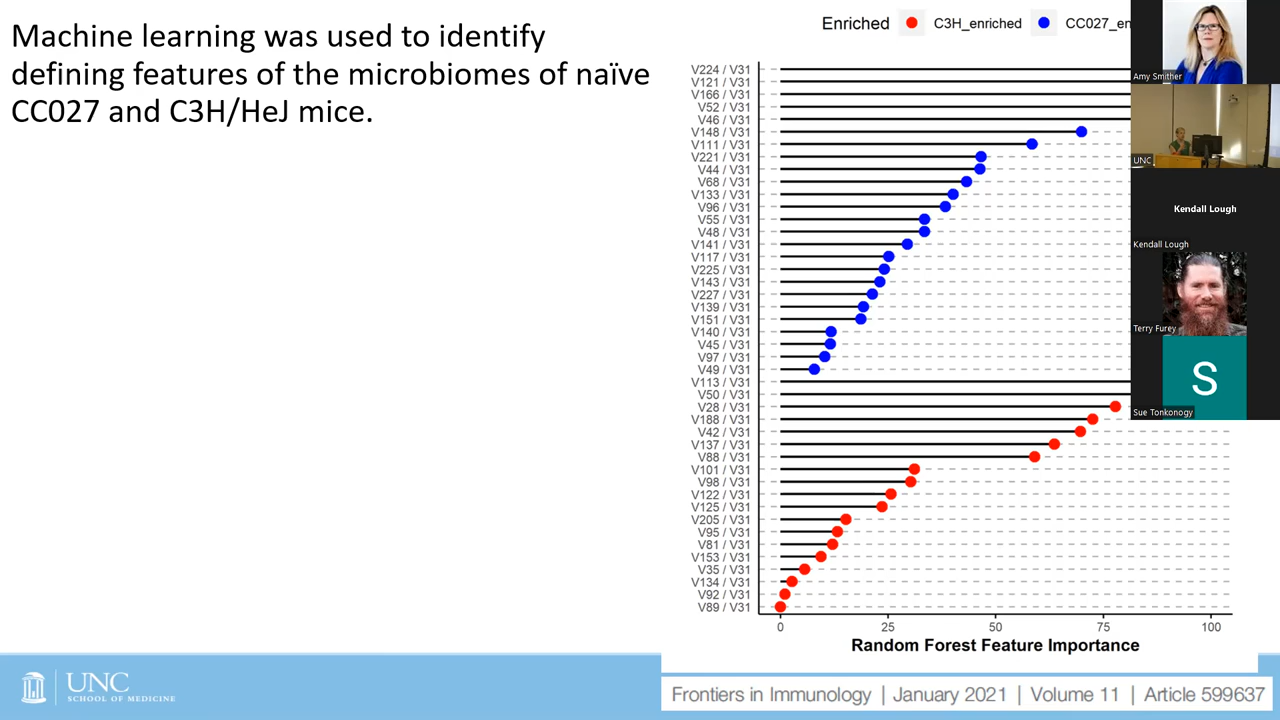 Machine learning was used to identify
defining features of the microbiomes of naïve
CC027 and C3H/HeJ mice.
Enriched C3H_enriched CC027_en
V224 / V31
V121 / V31
V166 / V31
V52 / V31
V46 / V31
V148 / V31
V111 / V31
V221 / V31
V44 / V31
V68 / V31
V133 / V31
V96 / V31
V55 / V31
V48 / V31
V141 / V31
V117 / V31
V225 / V31
V143 / V31
V227 / V31
V139 / V31
V151 / V31
V140 / V31
V45 / V31
V97 / V31
V49 / V31
V113 / V31
V50 / V31
V28 / V31
V188 / V31
V42 / V31
V137 / V31
V88 / V31
V101 / V31
V98 / V31
V122 / V31
V125 / V31
V205 / V31
V95 / V31
V81 / V31
V153 / V31
V35 / V31
V134 / V31
V92 / V31
V89 / V31
0 25 50 75 100
Random Forest Feature Importance
Amy Smither
UNC
Kendall Lough
Kendall Lough
Terry Furey
S
Sue Tonkonogy
UNC
SCHOOL OF MEDICINE
Frontiers in Immunology | January 2021 | Volume 11 | Article 599637